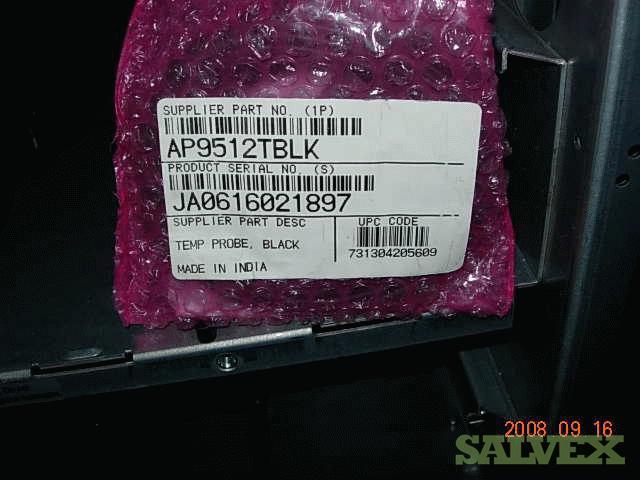 SUPPLIER PART NO. (1P)
AP9512TBLK
PRODUCT SERIAL NO. (S)
JA0616021897
SUPPLIER PART DESC
UPC CODE
TEMP PROBE, BLACK
731304205609
MADE IN INDIA
2008 09 16
SALVEX